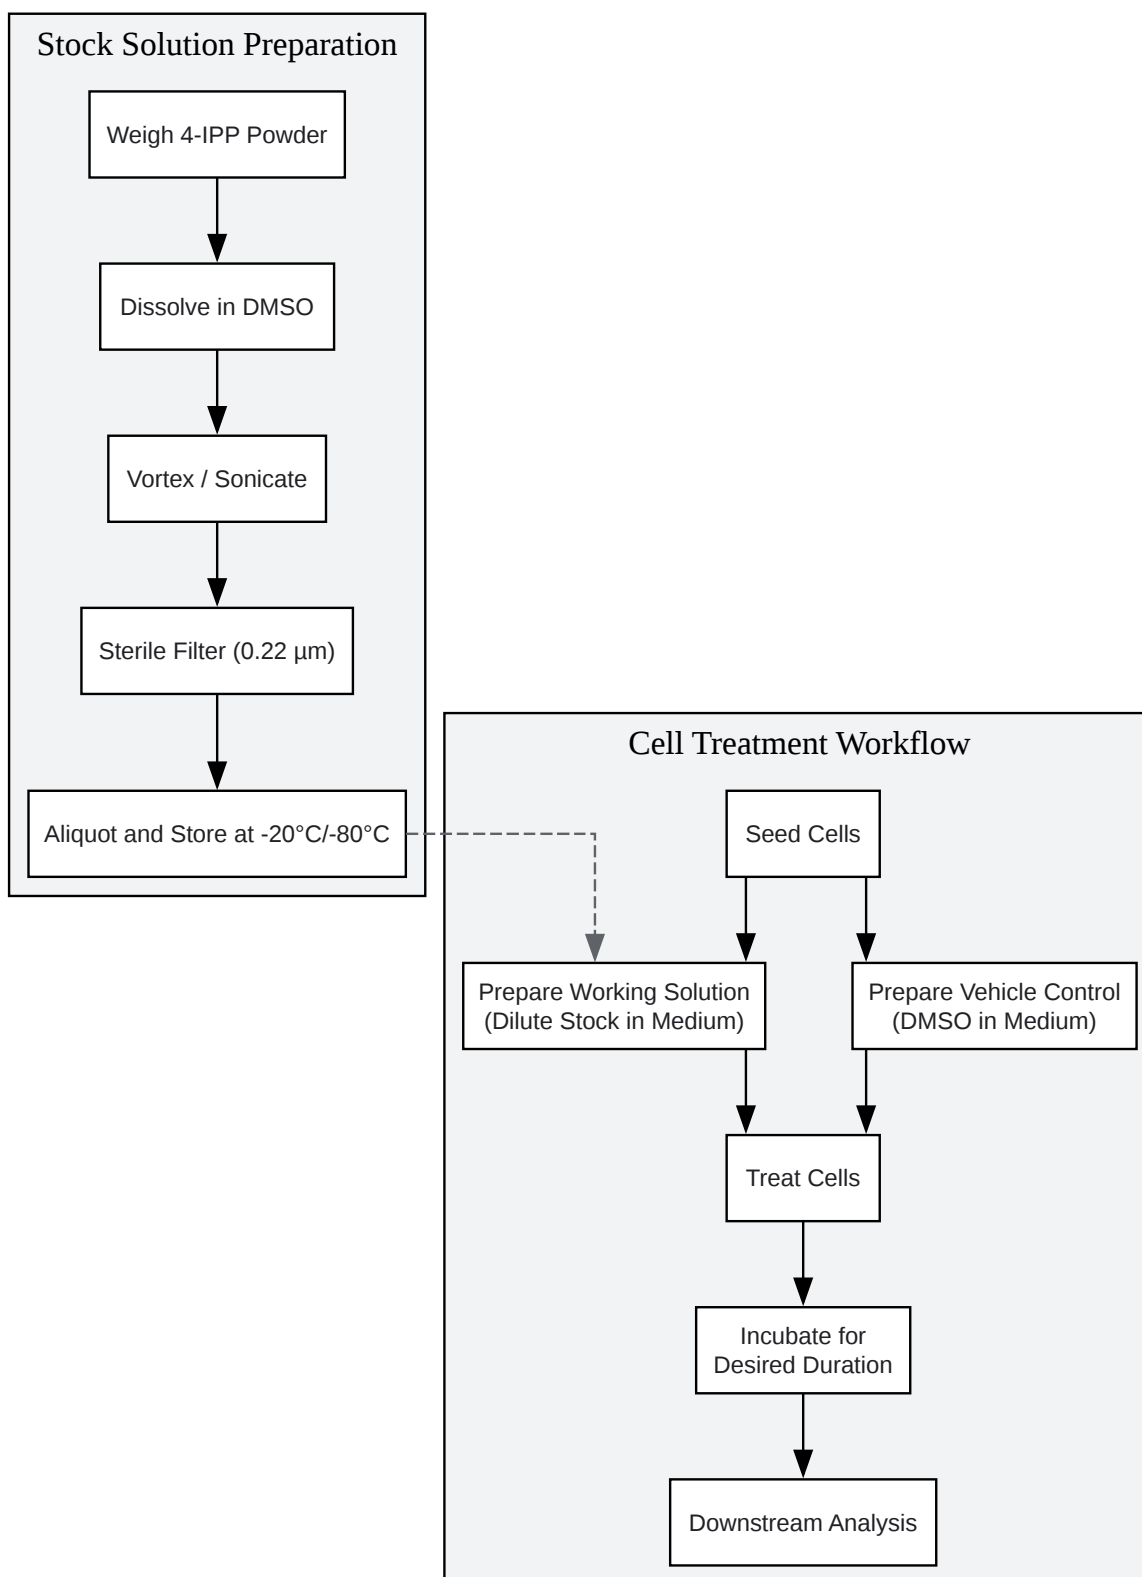 Stock Solution Preparation
Weigh 4-IPP Powder
Dissolve in DMSO
Vortex / Sonicate
Sterile Filter (0.22 µm)
Aliquot and Store at -20°C/-80°C
Cell Treatment Workflow
Seed Cells
Prepare Working Solution
(Dilute Stock in Medium)
Prepare Vehicle Control
(DMSO in Medium)
Treat Cells
Incubate for
Desired Duration
Downstream Analysis